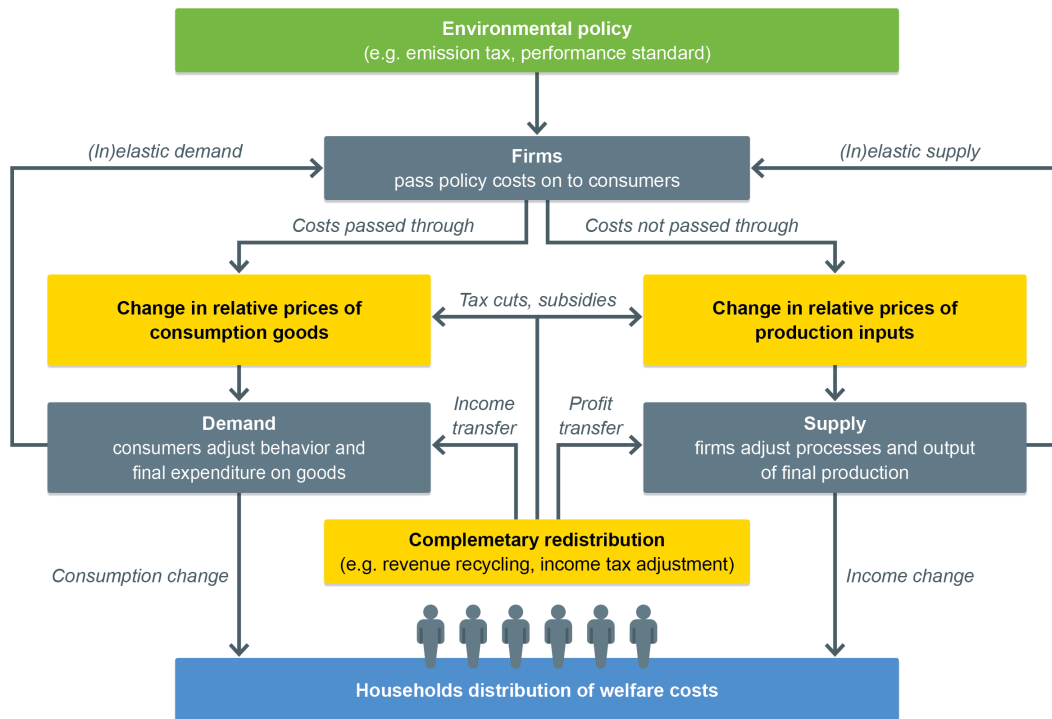 Environmental policy
(e.g. emission tax, performance standard)
(In)elastic demand
(In)elastic supply
Firms
pass policy costs on to consumers
Costs passed through
Costs not passed through
Change in relative prices of
consumption goods
Tax cuts, subsidies
Change in relative prices of
production inputs
Demand
consumers adjust behavior and
final expenditure on goods
Income
transfer
Profit
transfer
Supply
firms adjust processes and output
of final production
Complemetary redistribution
(e.g. revenue recycling, income tax adjustment)
Consumption change
Income change
Households distribution of welfare costs